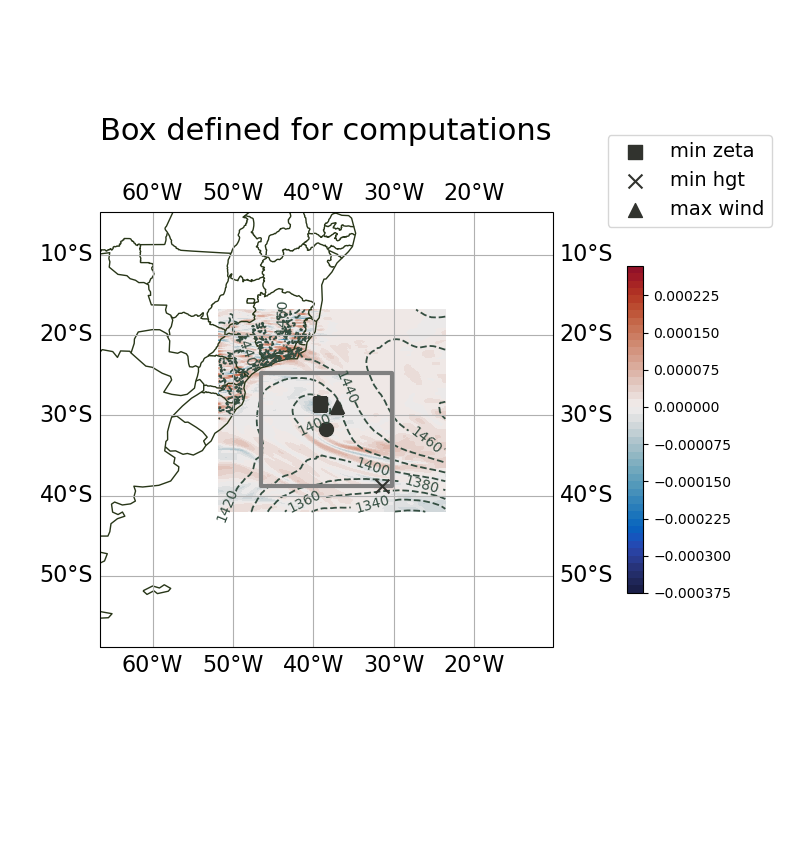 Box defined for computations
min zeta
min hgt
max wind
60°W 50°W 40°W 30°W 20°W
10°S 10°S
20°S 20°S
30°S 30°S
40°S 40°S
50°S 50°S
60°W 50°W 40°W 30°W 20°W
1440
1400
1460
1400
1380
1360
1340
1420
0.000225
0.000150
0.000075
0.000000
−0.000075
−0.000150
−0.000225
−0.000300
−0.000375